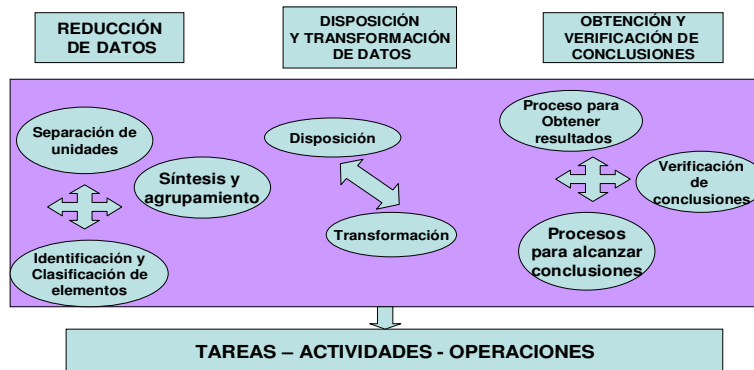 REDUCCIÓN
DE DATOS
DISPOSICIÓN
Y TRANSFORMACIÓN
DE DATOS
OBTENCIÓN Y
VERIFICACIÓN DE
CONCLUSIONES
Separación de
unidades
Síntesis y
agrupamiento
Identificación y
Clasificación de
elementos
Disposición
Transformación
Proceso para
Obtener
resultados
Verificación
de
conclusiones
Procesos
para alcanzar
conclusiones
TAREAS – ACTIVIDADES - OPERACIONES